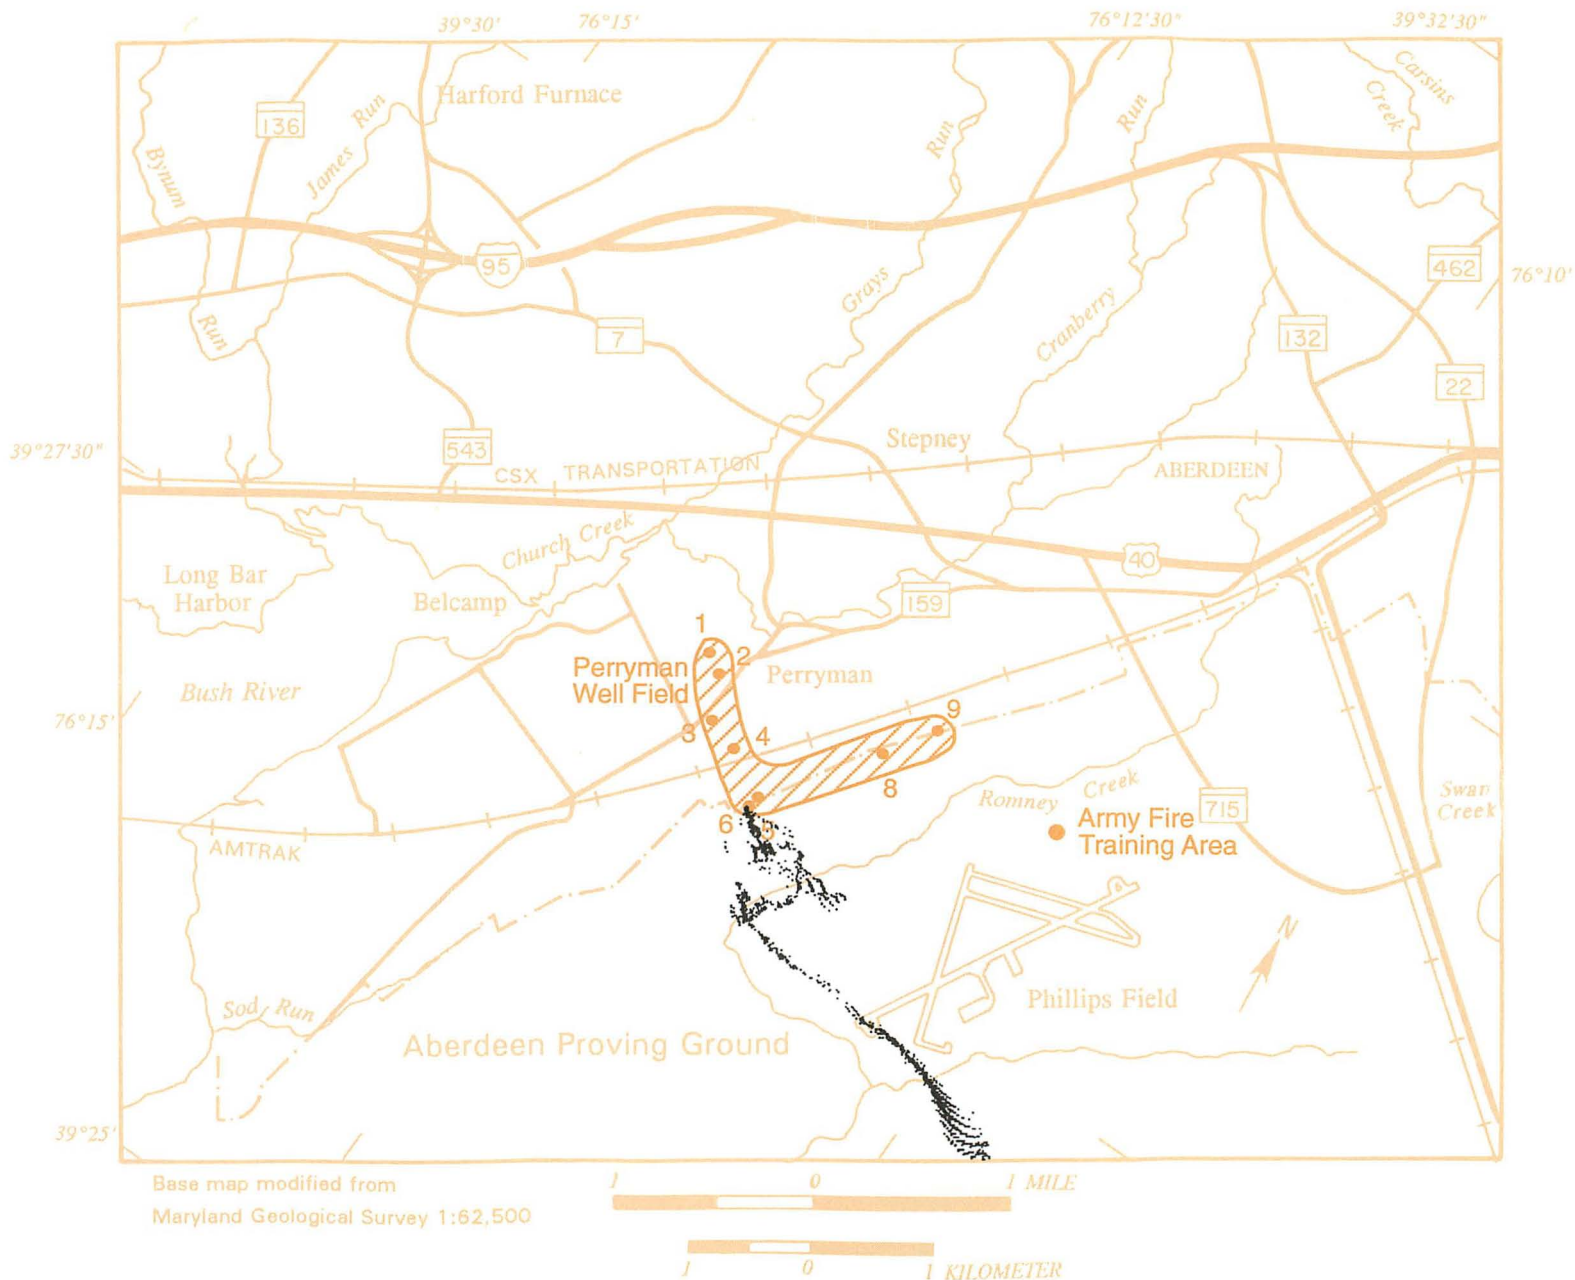 39°30'
76°15'
76°12'30"
39°32'30"
Harford Furnace
136
James Run
Bynum
Run
Run
Run
Carsins
Creek
95
462
76°10'
Grays
Cranberry
7
132
22
543
39°27'30"
Stepney
CSX TRANSPORTATION
ABERDEEN
Church Creek
40
Long Bar
Harbor
Belcamp
159
1
Perryman
Well Field
2
Perryman
Bush River
76°15'
3
4
9
8
Romney Creek
715
Swan
Creek
6
5
Army Fire
Training Area
AMTRAK
N
Sod Run
Phillips Field
Aberdeen Proving Ground
39°25'
Base map modified from
Maryland Geological Survey 1:62,500
1 0 1 MILE
1 0 1 KILOMETER